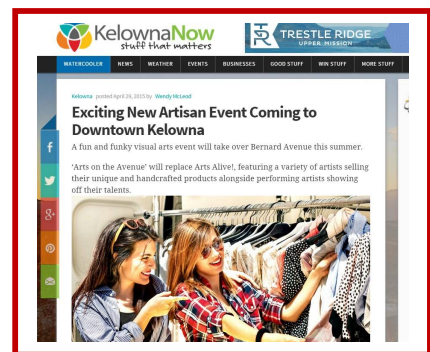 KelownaNow
stuff that matters
TRESTLE RIDGE
UPPER MISSION
WATERCOOLER NEWS WEATHER EVENTS BUSINESSES GOOD STUFF WIN STUFF MORE STUFF
Kelowna posted April 29, 2015 by Wendy McLeod
Exciting New Artisan Event Coming to
Downtown Kelowna
A fun and funky visual arts event will take over Bernard Avenue this summer.
'Arts on the Avenue' will replace Arts Alive!, featuring a variety of artists selling
their unique and handcrafted products alongside performing artists showing
off their talents.